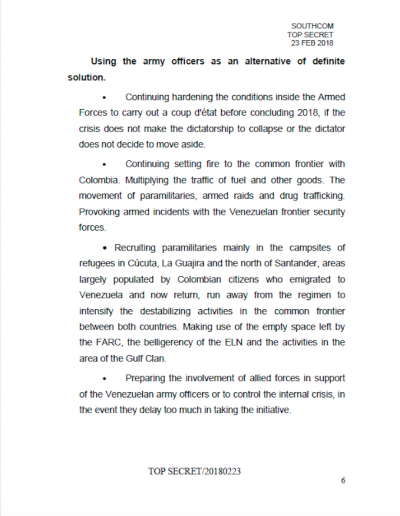 SOUTHCOM
TOP SECRET
23 FEB 2018
Using the army officers as an alternative of definite
solution.
• Continuing hardening the conditions inside the Armed
Forces to carry out a coup d'état before concluding 2018, if the
crisis does not make the dictatorship to collapse or the dictator
does not decide to move aside.
• Continuing setting fire to the common frontier with
Colombia. Multiplying the traffic of fuel and other goods. The
movement of paramilitaries, armed raids and drug trafficking.
Provoking armed incidents with the Venezuelan frontier security
forces.
• Recruiting paramilitaries mainly in the campsites of
refugees in Cúcuta, La Guajira and the north of Santander, areas
largely populated by Colombian citizens who emigrated to
Venezuela and now return, run away from the regimen to
intensify the destabilizing activities in the common frontier
between both countries. Making use of the empty space left by
the FARC, the belligerency of the ELN and the activities in the
area of the Gulf Clan.
• Preparing the involvement of allied forces in support
of the Venezuelan army officers or to control the internal crisis, in
the event they delay too much in taking the initiative.
TOP SECRET/20180223
6